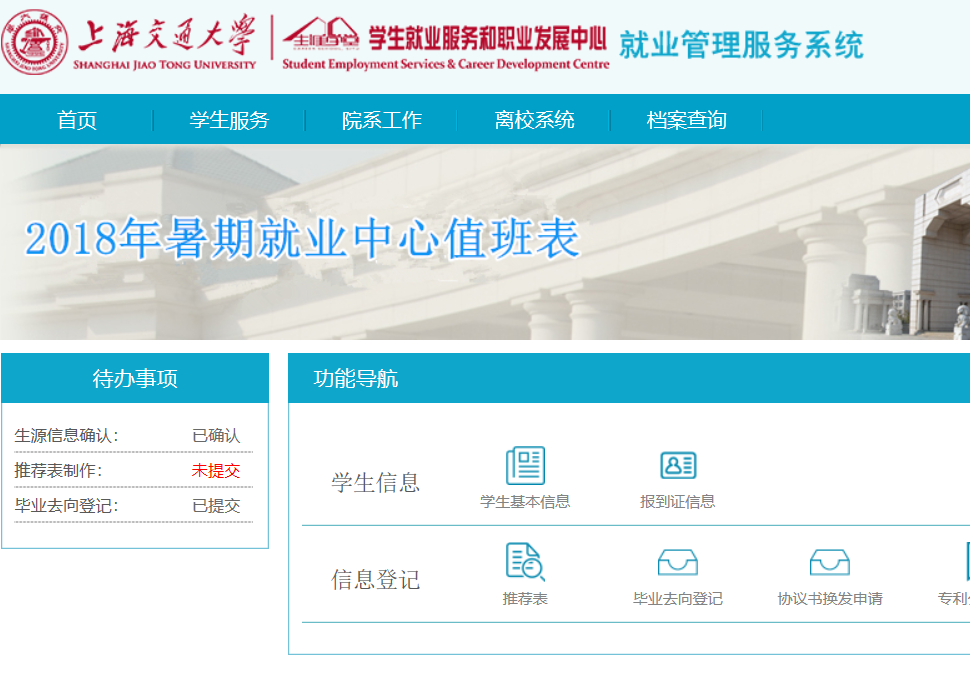 上海交通大学
SHANGHAI JIAO TONG UNIVERSITY
学生就业服务和职业发展中心
Student Employment Services & Career Development Centre
就业管理服务系统
首页 学生服务 院系工作 离校系统 档案查询
2018年暑期就业中心值班表
待办事项
生源信息确认： 已确认
推荐表制作： 未提交
毕业去向登记： 已提交
功能导航
学生信息
学生基本信息 报到证信息
信息登记
推荐表 毕业去向登记 协议书换发申请 专利